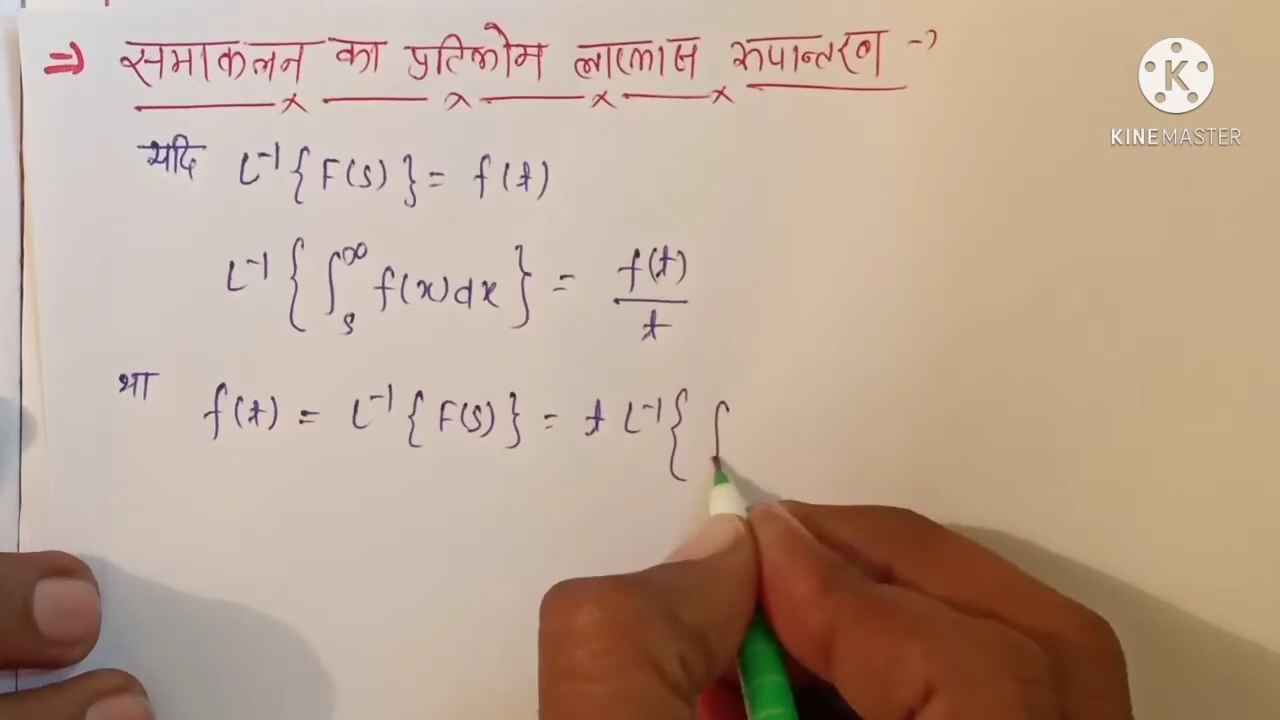 ⇒ समाकलन का प्रतिलोम लाप्लास रुपान्तरण →
KINEMASTER
यदि L⁻¹{F(s)} = f(t)
L⁻¹{∫ₛ^∞ f(x)dx} = f(t)/t
या f(t) = L⁻¹{F(s)} = t L⁻¹{∫